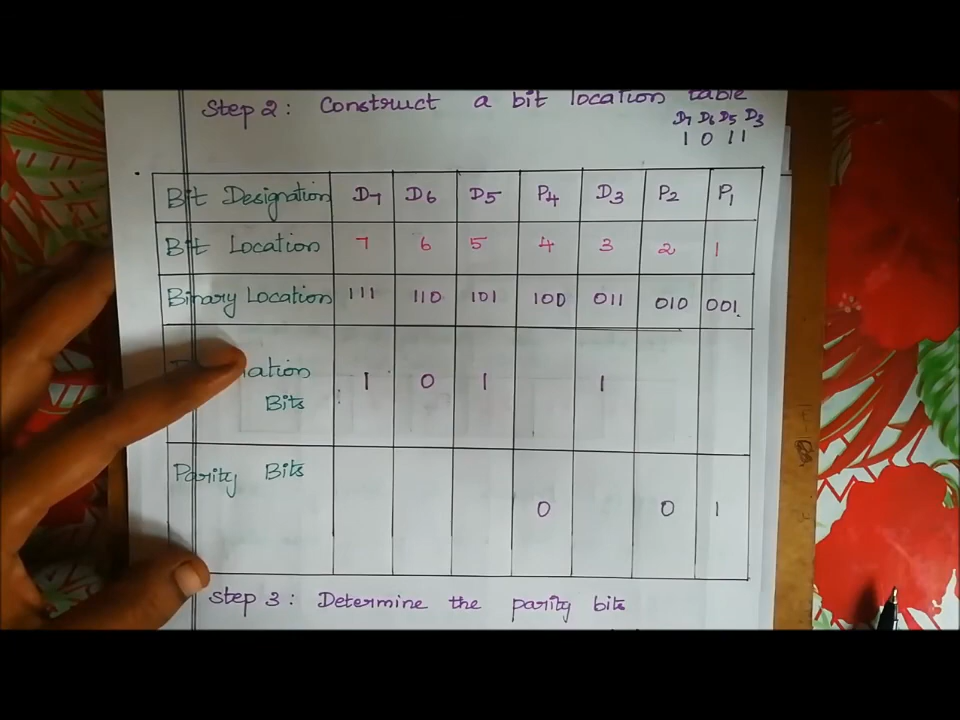 Step 2: Construct a bit location table
D7 D6 D5 D3
1 0 1 1
Bit Designation D7 D6 D5 P4 D3 P2 P1
Bit Location 7 6 5 4 3 2 1
Binary Location 111 110 101 100 011 010 001.
Bits 1 0 1 1
Parity Bits 0 0 1
Step 3: Determine the parity bits